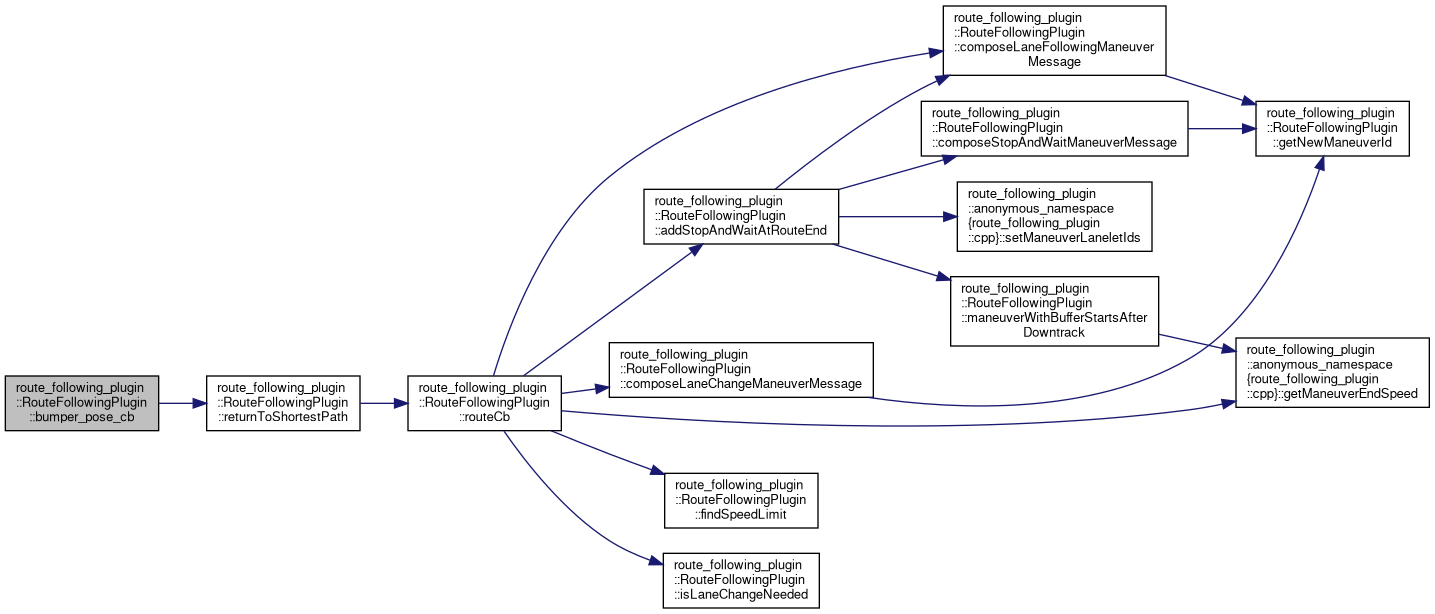 route_following_plugin
::RouteFollowingPlugin
::bumper_pose_cb
route_following_plugin
::RouteFollowingPlugin
::returnToShortestPath
route_following_plugin
::RouteFollowingPlugin
::routeCb
route_following_plugin
::RouteFollowingPlugin
::addStopAndWaitAtRouteEnd
route_following_plugin
::RouteFollowingPlugin
::composeLaneChangeManeuverMessage
route_following_plugin
::RouteFollowingPlugin
::findSpeedLimit
route_following_plugin
::RouteFollowingPlugin
::isLaneChangeNeeded
route_following_plugin
::RouteFollowingPlugin
::composeLaneFollowingManeuver
Message
route_following_plugin
::RouteFollowingPlugin
::composeStopAndWaitManeuverMessage
route_following_plugin
::anonymous_namespace
{route_following_plugin
::cpp}::setManeuverLaneletIds
route_following_plugin
::RouteFollowingPlugin
::maneuverWithBufferStartsAfter
Downtrack
route_following_plugin
::RouteFollowingPlugin
::getNewManeuverId
route_following_plugin
::anonymous_namespace
{route_following_plugin
::cpp}::getManeuverEndSpeed